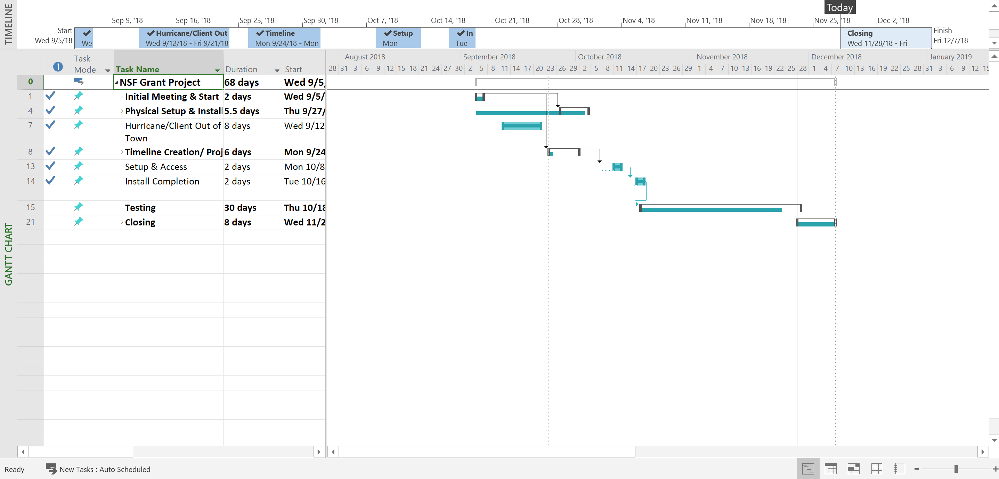 TIMELINE
Today
Sep 9, '18 Sep 16, '18 Sep 23, '18 Sep 30, '18 Oct 7, '18 Oct 14, '18 Oct 21, '18 Oct 28, '18 Nov 4, '18 Nov 11, '18 Nov 18, '18 Nov 25, '18 Dec 2, '18
Start
Wed 9/5/18
We
Hurricane/Client Out
Wed 9/12/18 - Fri 9/21/18
Timeline
Mon 9/24/18 - Mon
Setup
Mon
In
Tue
Closing
Wed 11/28/18 - Fri
Finish
Fri 12/7/18
GANTT CHART
Task Mode Task Name Duration Start
August 2018 September 2018 October 2018 November 2018 December 2018 January 2019
28 31 3 6 9 12 15 18 21 24 27 30 2 5 8 11 14 17 20 23 26 29 2 5 8 11 14 17 20 23 26 29 1 4 7 10 13 16 19 22 25 28 1 4 7 10 13 16 19 22 25 28 31 3 6 9 12 15
0 NSF Grant Project 68 days Wed 9/5/
1 Initial Meeting & Start 2 days Wed 9/5/
4 Physical Setup & Install 5.5 days Thu 9/27/
7 Hurricane/Client Out of 8 days Wed 9/12
Town
8 Timeline Creation/ Proj 6 days Mon 9/24
13 Setup & Access 2 days Mon 10/8
14 Install Completion 2 days Tue 10/16
15 Testing 30 days Thu 10/18
21 Closing 8 days Wed 11/2
Ready New Tasks : Auto Scheduled